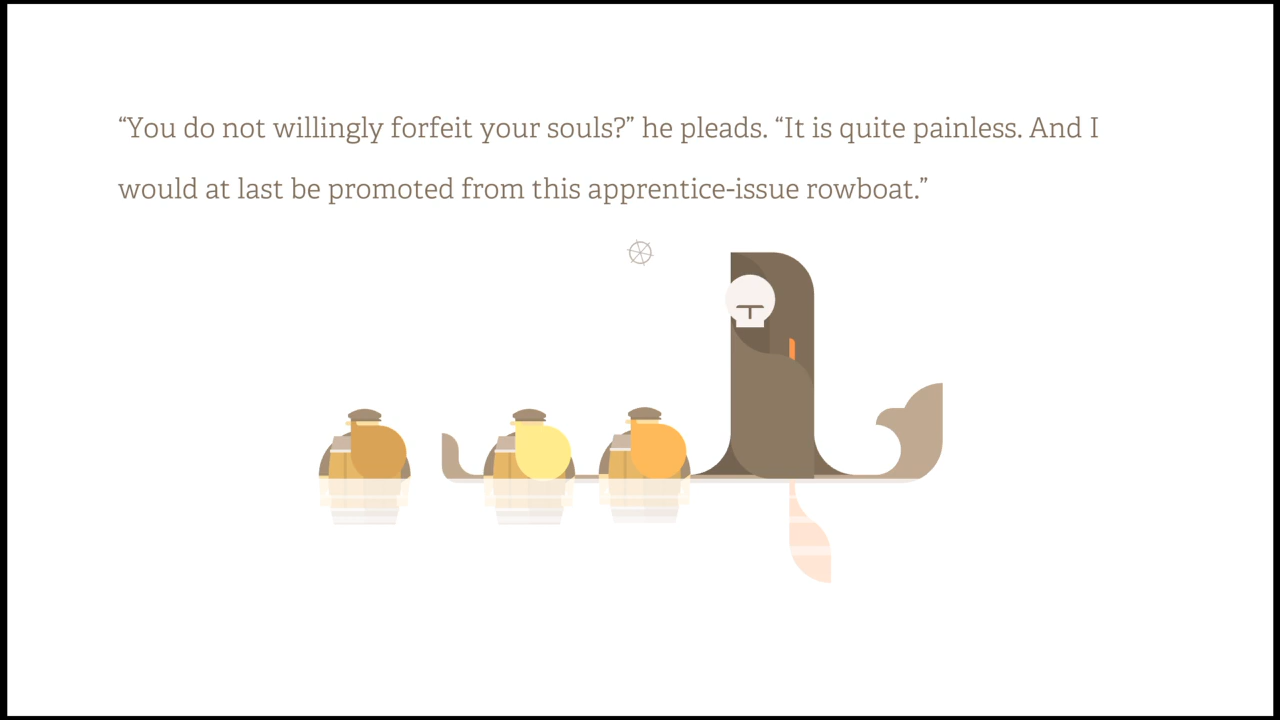 “You do not willingly forfeit your souls?” he pleads. “It is quite painless. And I
would at last be promoted from this apprentice-issue rowboat.”